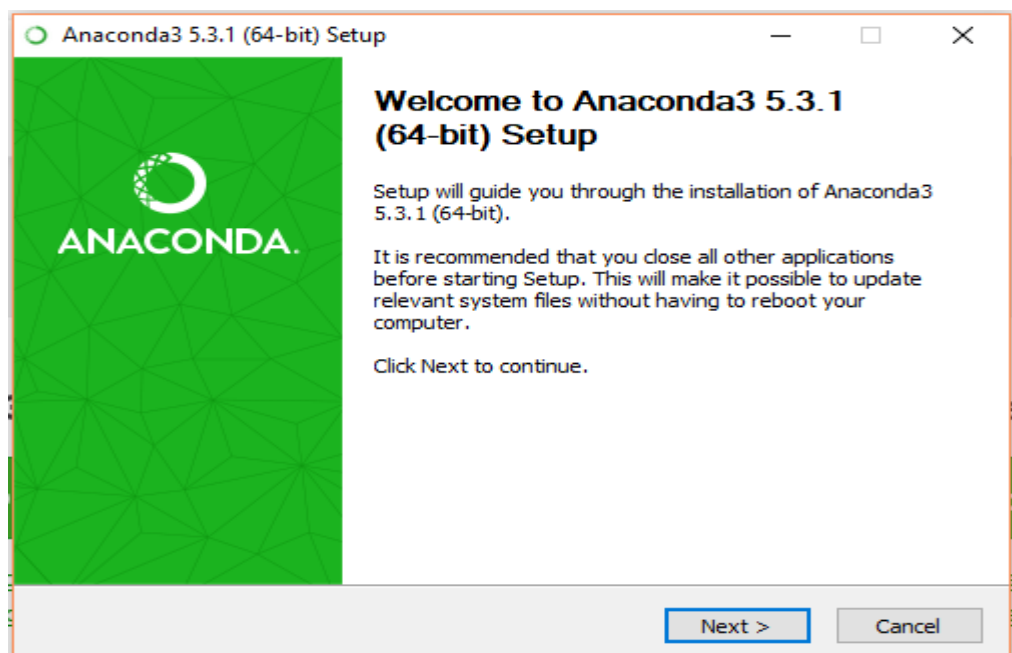 Anaconda3 5.3.1 (64-bit) Setup
Welcome to Anaconda3 5.3.1
(64-bit) Setup
ANACONDA.
Setup will guide you through the installation of Anaconda3
5.3.1 (64-bit).
It is recommended that you close all other applications
before starting Setup. This will make it possible to update
relevant system files without having to reboot your
computer.
Click Next to continue.
Next >
Cancel